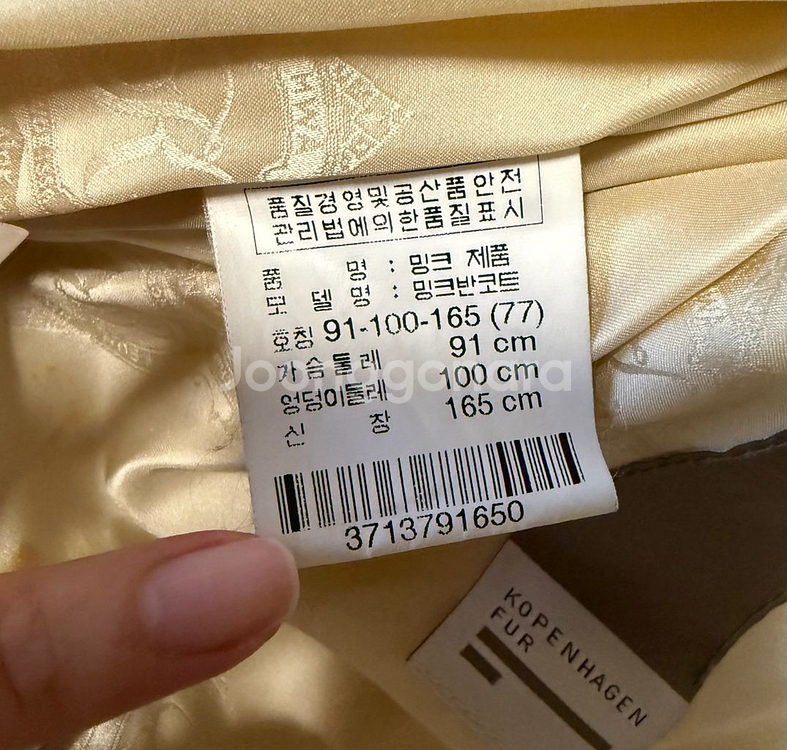 품질경영및공산품안전
관리법에의한품질표시
품 명 : 밍크 제품
모 델 명 : 밍크반코트
호칭 91-100-165 (77)
가슴둘레 91 cm
엉덩이둘레 100 cm
신 장 165 cm
3713791650
Joonggonara
KOPENHAGEN
FUR